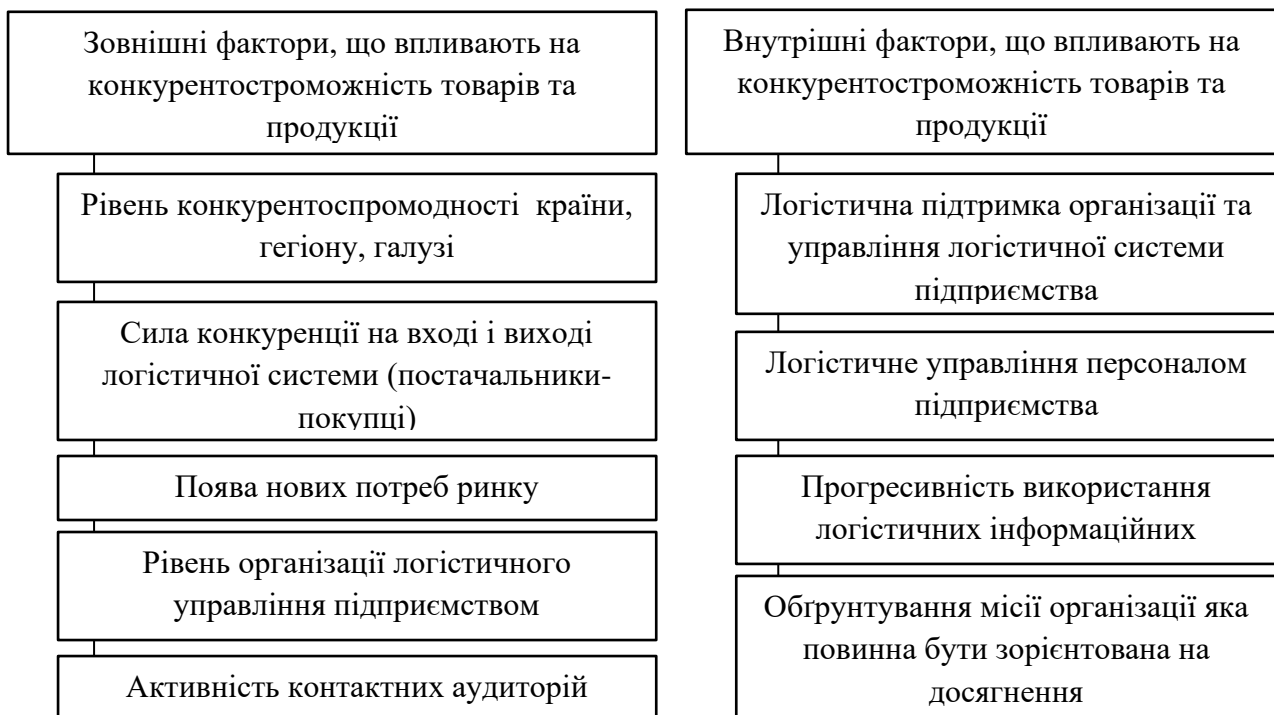 Зовнішні фактори, що впливають на
конкурентостроможність товарів та
продукції
Рівень конкурентоспромодності країни,
гегіону, галузі
Сила конкуренції на вході і виході
логістичної системи (постачальники-
покупці)
Поява нових потреб ринку
Рівень організації логістичного
управління підприємством
Активність контактних аудиторій
Внутрішні фактори, що впливають на
конкурентостроможність товарів та
продукції
Логістична підтримка організації та
управління логістичної системи
підприємства
Логістичне управління персоналом
підприємства
Прогресивність використання
логістичних інформаційних
Обґрунтування місії організації яка
повинна бути зорієнтована на
досягнення